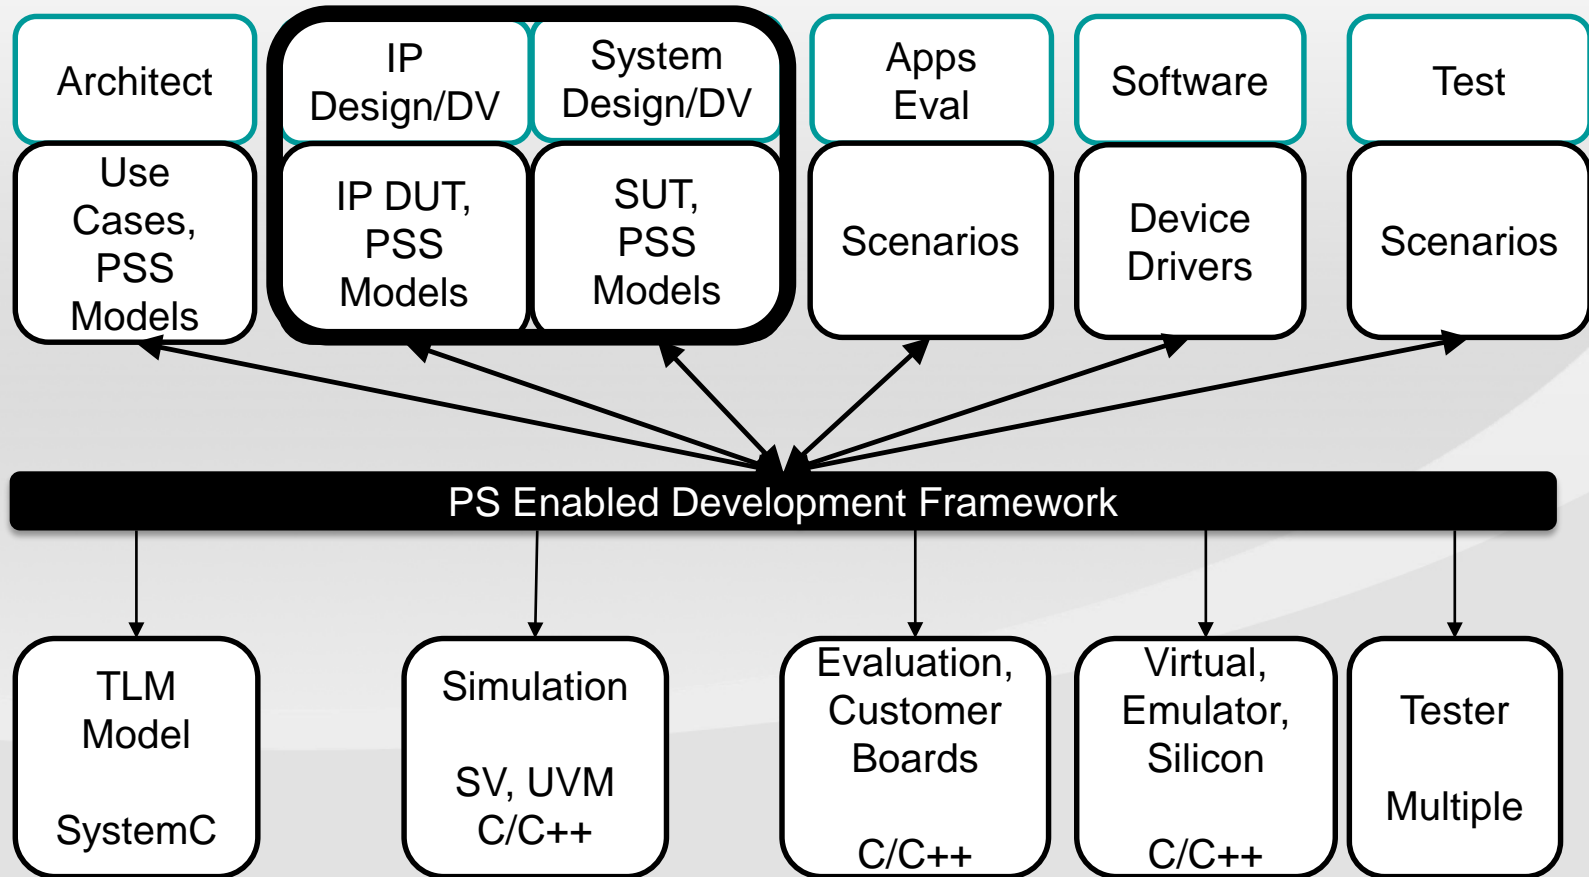 Architect
IP
Design/DV
System
Design/DV
Apps
Eval
Software
Test
Use
Cases,
PSS
Models
IP DUT,
PSS
Models
SUT,
PSS
Models
Scenarios
Device
Drivers
Scenarios
PS Enabled Development Framework
TLM
Model
SystemC
Simulation
SV, UVM
C/C++
Evaluation,
Customer
Boards
C/C++
Virtual,
Emulator,
Silicon
C/C++
Tester
Multiple